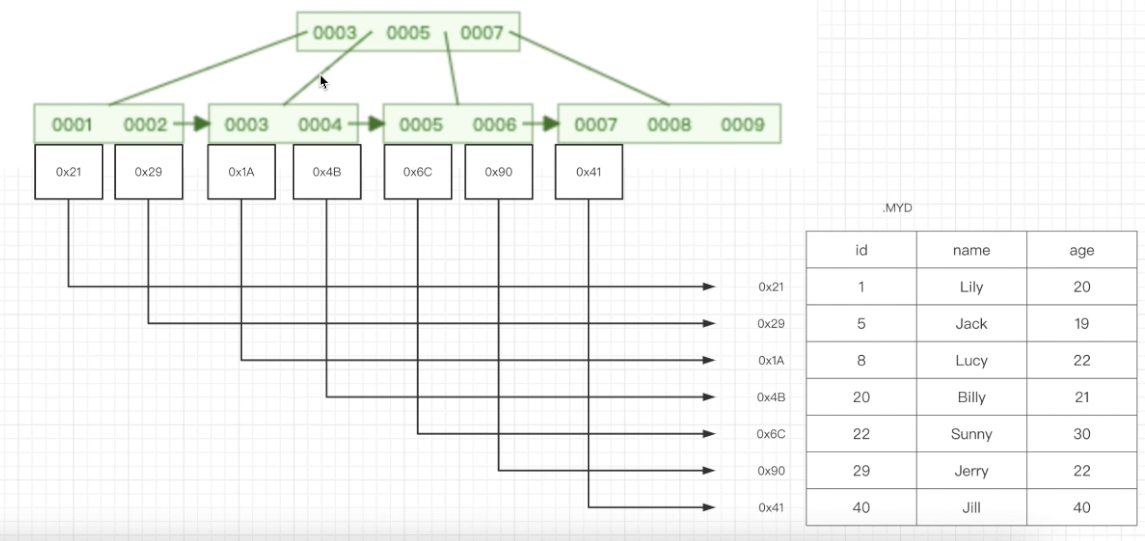 0003 0005 0007
0001 0002 0003 0004 0005 0006 0007 0008 0009
0x21 0x29 0x1A 0x4B 0x6C 0x90 0x41
.MYD
id name age
0x21 1 Lily 20
0x29 5 Jack 19
0x1A 8 Lucy 22
0x4B 20 Billy 21
0x6C 22 Sunny 30
0x90 29 Jerry 22
0x41 40 Jill 40